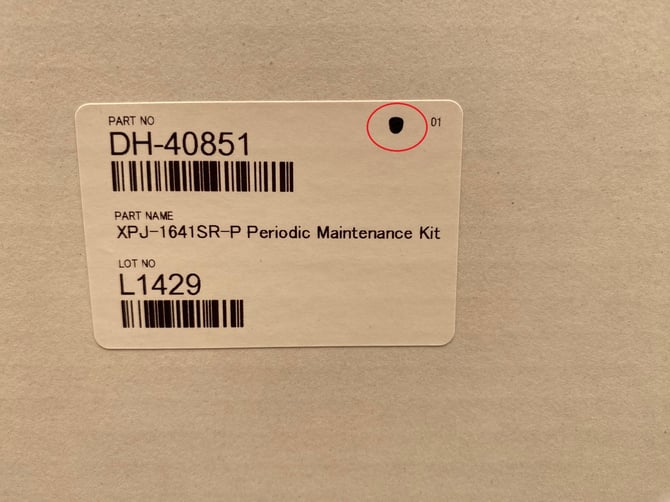 PART NO
01
DH-40851
PART NAME
XPJ-1641SR-P Periodic Maintenance Kit
LOT NO
L1429